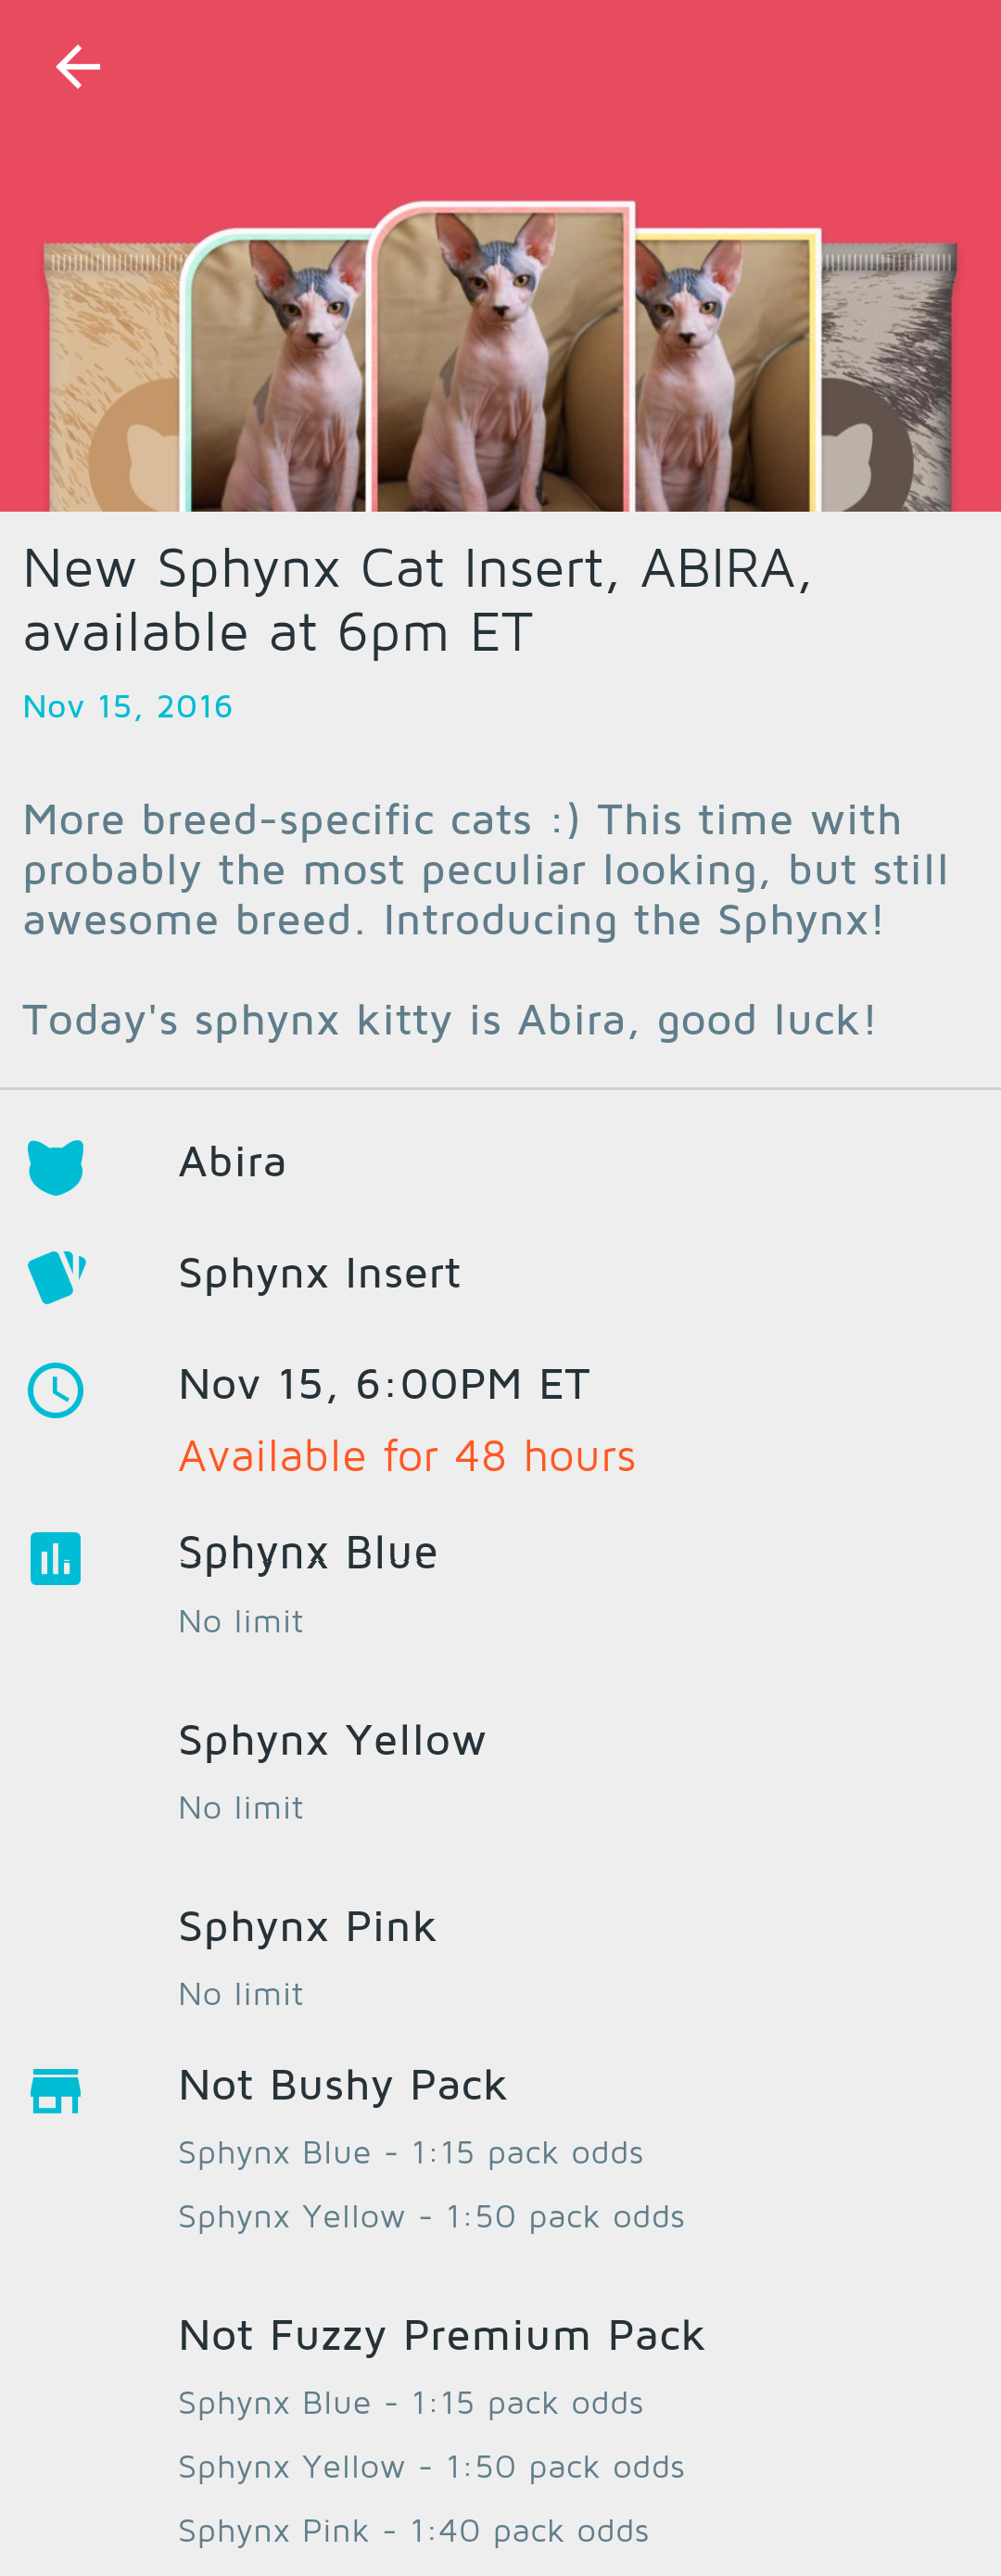 New Sphynx Cat Insert, ABIRA,
available at 6pm ET
Nov 15, 2016
More breed-specific cats :) This time with
probably the most peculiar looking, but still
awesome breed. Introducing the Sphynx!
Today's sphynx kitty is Abira, good luck!
Abira
Sphynx Insert
Nov 15, 6:00PM ET
Available for 48 hours
Sphynx Blue
No limit
Sphynx Yellow
No limit
Sphynx Pink
No limit
Not Bushy Pack
Sphynx Blue - 1:15 pack odds
Sphynx Yellow - 1:50 pack odds
Not Fuzzy Premium Pack
Sphynx Blue - 1:15 pack odds
Sphynx Yellow - 1:50 pack odds
Sphynx Pink - 1:40 pack odds